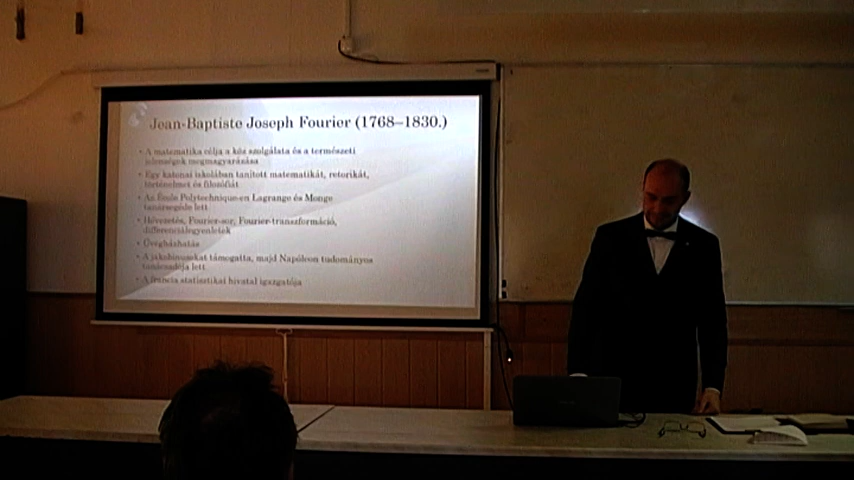 Jean-Baptiste Joseph Fourier (1768–1830.)
• A matematika célja a köz szolgálata és a természeti
jelenségek megmagyarázása
• Egy katonai iskolában tanított matematikát, retorikát,
történelmet és filozófiát
• Az École Polytechnique-en Lagrange és Monge
tanársegéde lett
• Hővezetés, Fourier-sor, Fourier-transzformáció,
differenciálegyenletek
• Üvegházhatás
• A jakobinusokat támogatta, majd Napóleon tudományos
tanácsadója lett
• A francia statisztikai hivatal igazgatója